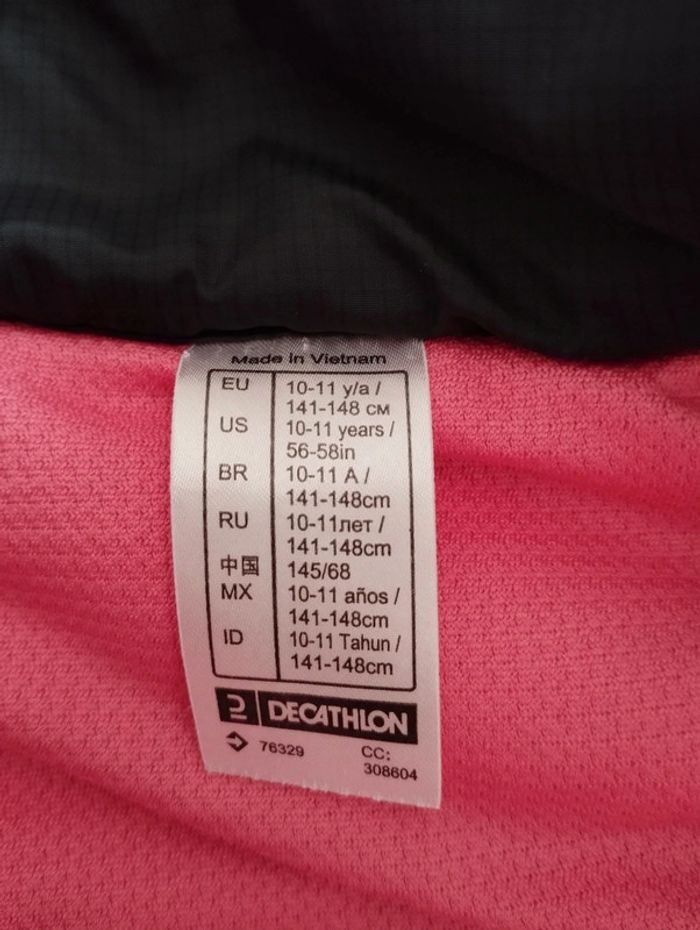 Made in Vietnam
EU 10-11 y/a /
141-148 см
US 10-11 years /
56-58in
BR 10-11 A /
141-148cm
RU 10-11лет /
141-148cm
中国 145/68
MX 10-11 años /
141-148cm
ID 10-11 Tahun /
141-148cm
DECATHLON
76329 CC:
308604